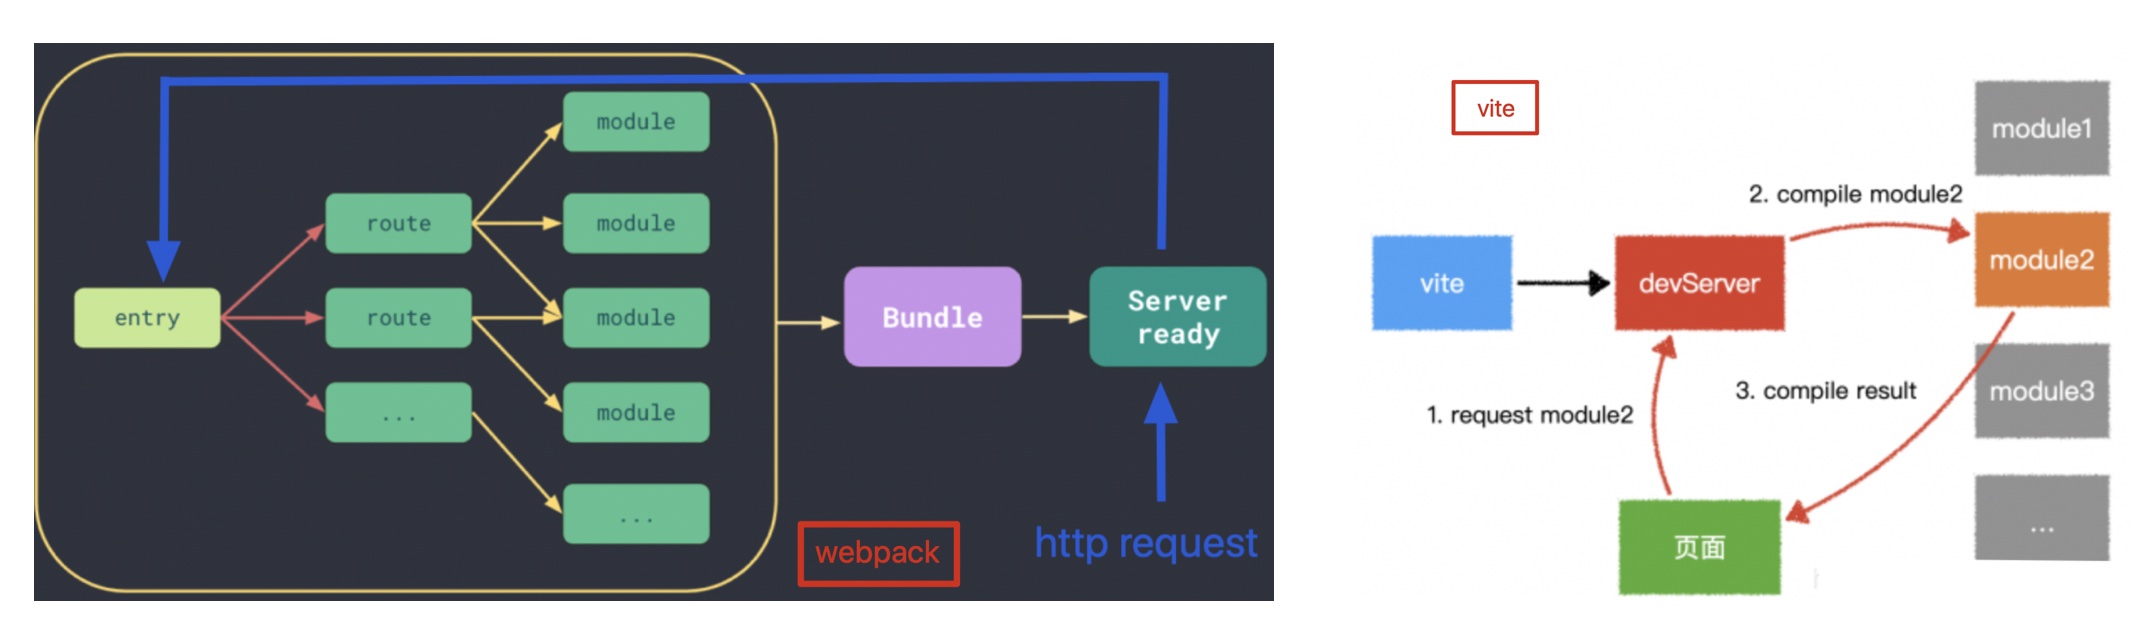 module
route
module
entry
route
module
Bundle
Server
ready
...
module
...
webpack
http request
vite
module1
2. compile module2
vite
devServer
module2
1. request module2
3. compile result
module3
页面
...